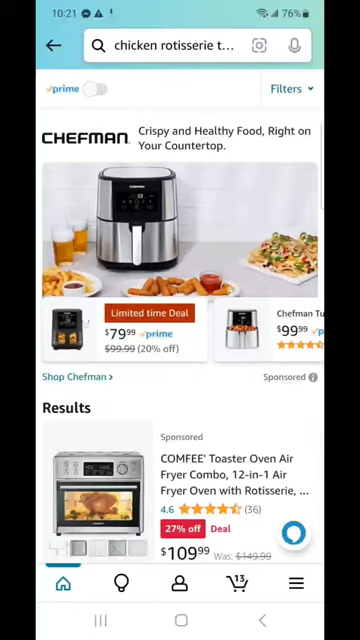 10:21 76%
chicken rotisserie t...
prime Filters
CHEFMAN
Crispy and Healthy Food, Right on
Your Countertop.
Limited time Deal
$79.99 prime
$99.99 (20% off)
Chefman Tu
$99.99
Shop Chefman
Sponsored
Results
Sponsored
COMFEE' Toaster Oven Air
Fryer Combo, 12-in-1 Air
Fryer Oven with Rotisserie, ...
4.6 (36)
27% off Deal
$109.99 Was: $149.99
13